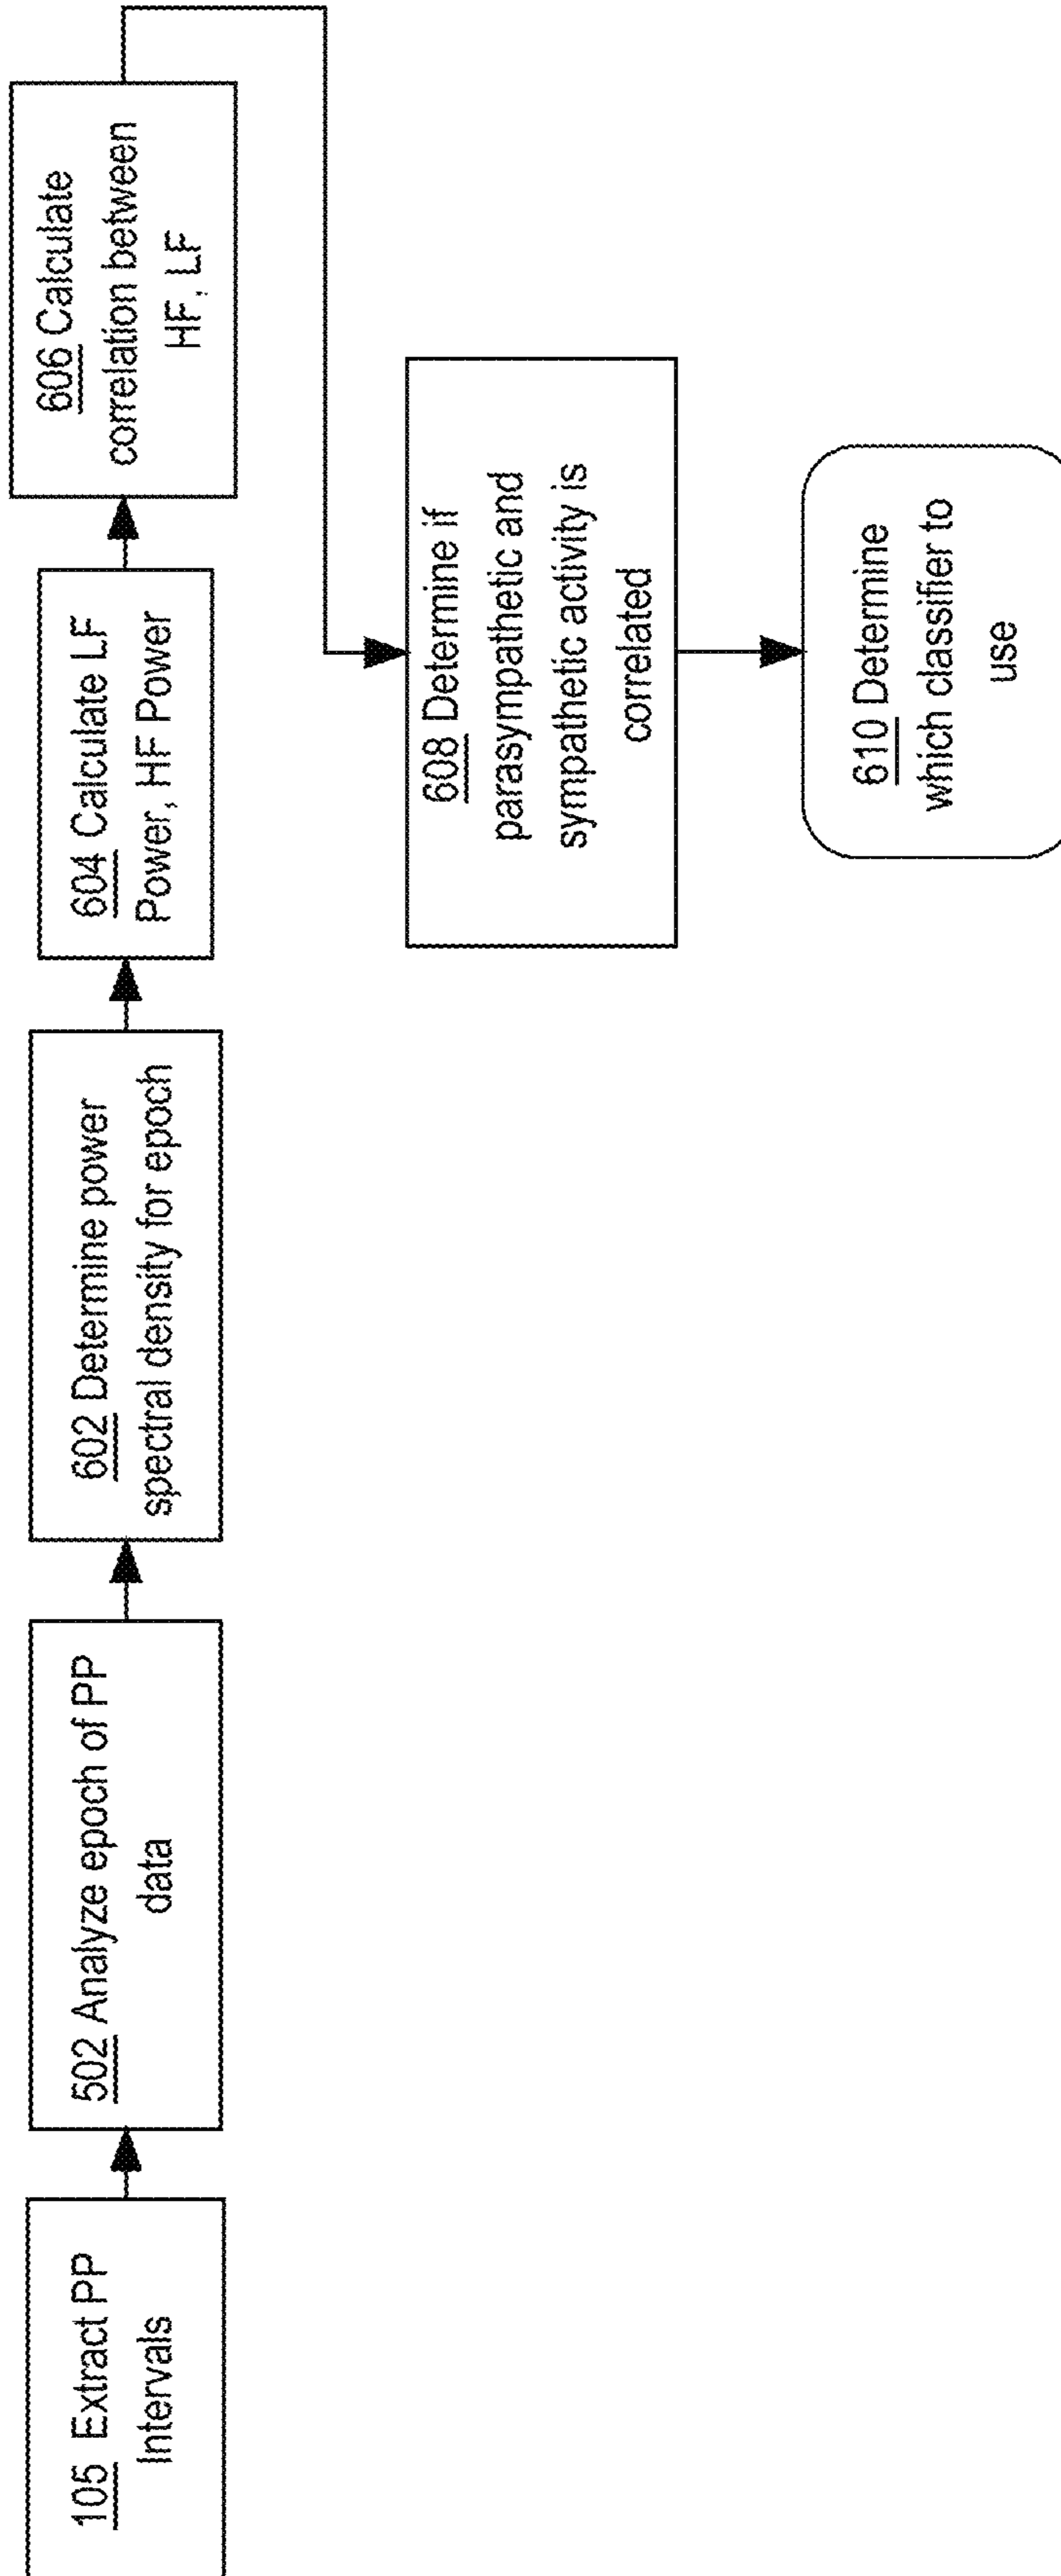 105 Extract PP
Intervals
502 Analyze epoch of PP
data
602 Determine power
spectral density for epoch
604 Calculate LF
Power, HF Power
606 Calculate
correlation between
HF, LF
608 Determine if
parasympathetic and
sympathetic activity is
correlated
610 Determine
which classifier to
use